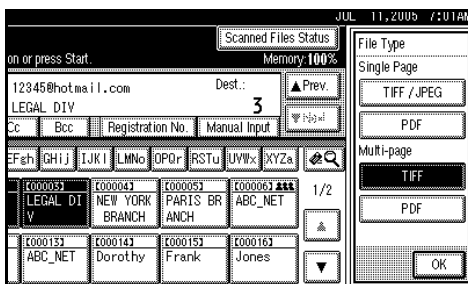 JUL 11,2005 7:01AM
Scanned Files Status
on or press Start.
Memory:100%
12345@hotmail.com
Dest.:
▲Prev.
LEGAL DIV
3
Cc
Bcc
Registration No.
Manual Input
EFgh
GHij
IJKl
LMNo
OPQr
RSTu
UVWx
XYZa
[00003]
LEGAL DI
V
[00004]
NEW YORK
BRANCH
[00005]
PARIS BR
ANCH
[00006]
ABC_NET
1/2
[00013]
ABC_NET
[00014]
Dorothy
[00015]
Frank
[00016]
Jones
▼
File Type
Single Page
TIFF / JPEG
PDF
Multi-page
TIFF
PDF
OK